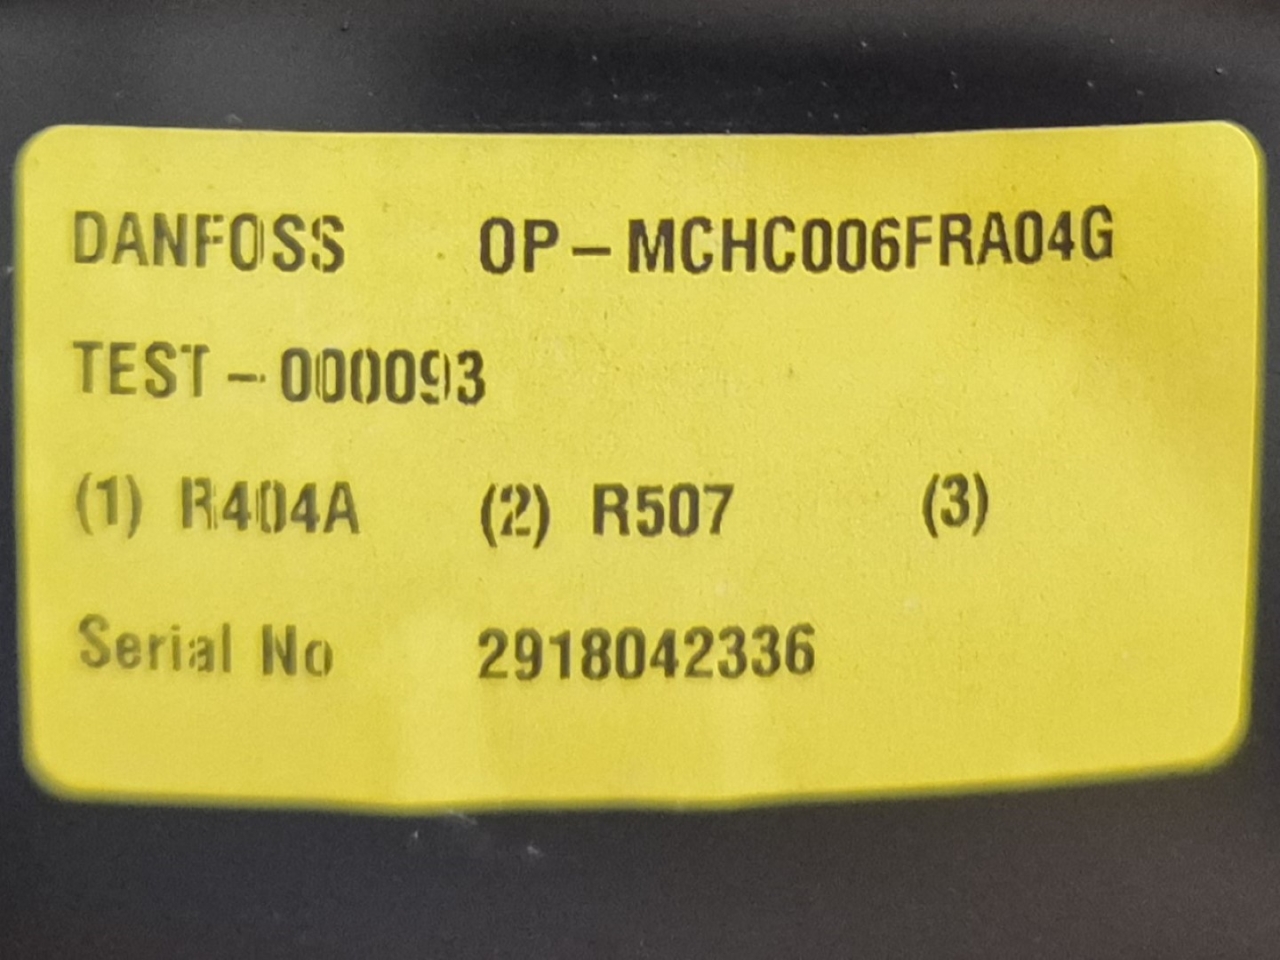 DANFOSS OP-MCHC006FRA04G
TEST-000093
(1) R404A (2) R507 (3)
Serial No 2918042336